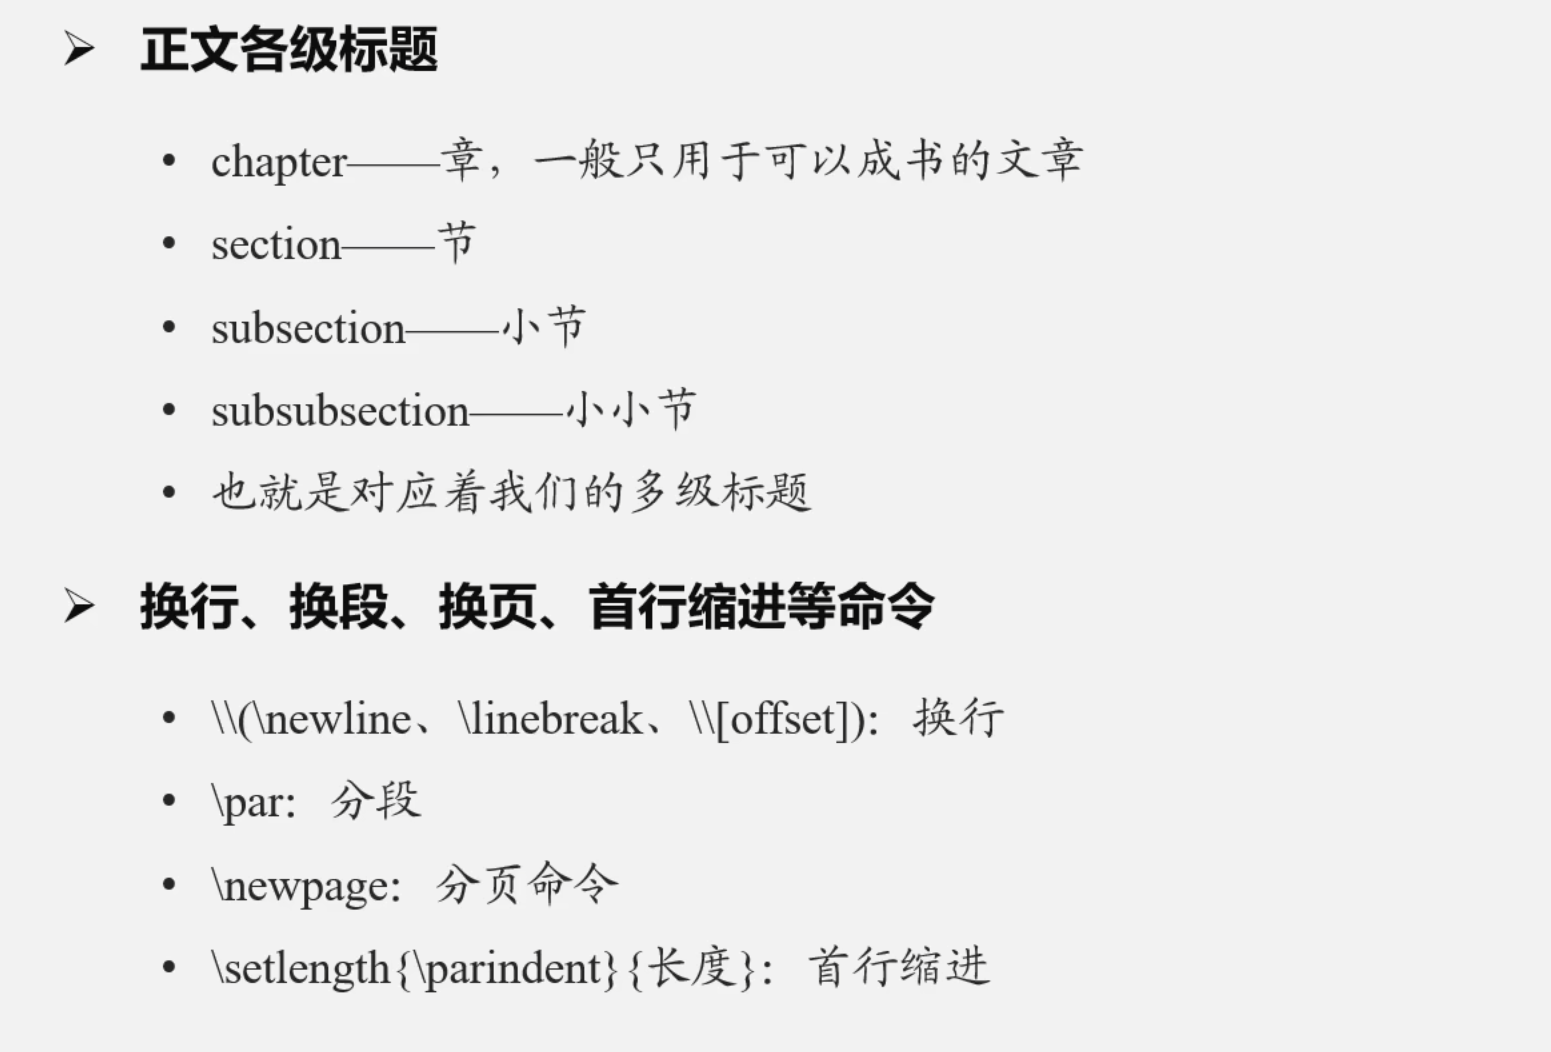 ➢ 正文各级标题
• chapter——章，一般只用于可以成书的文章
• section——节
• subsection——小节
• subsubsection——小小节
• 也就是对应着我们的多级标题
➢ 换行、换段、换页、首行缩进等命令
• \\(\newline、\linebreak、\\[offset])：换行
• \par：分段
• \newpage：分页命令
• \setlength{\parindent}{长度}：首行缩进